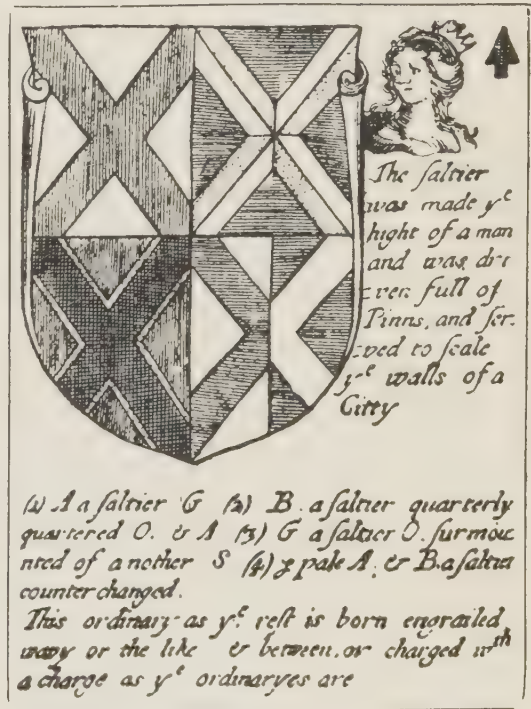 The ſaltier
was made yᵉ
hight of a man
and was dri
ven full of
Pinns, and ſer-
ved to ſcale
yᵉ walls of a
Citty
(1) A a ſaltier G (2) B. a ſaltier quarterly
quartered O. & A (3) G a ſaltier O. ſurmou
nted of another S (4) ꝑ pale A. & B. a ſaltier
counter changed.
This ordinary as yᵉ reſt is born engrailed
wavy or the like & between, or charged wᵗʰ
a charge as yᵉ ordinaryes are